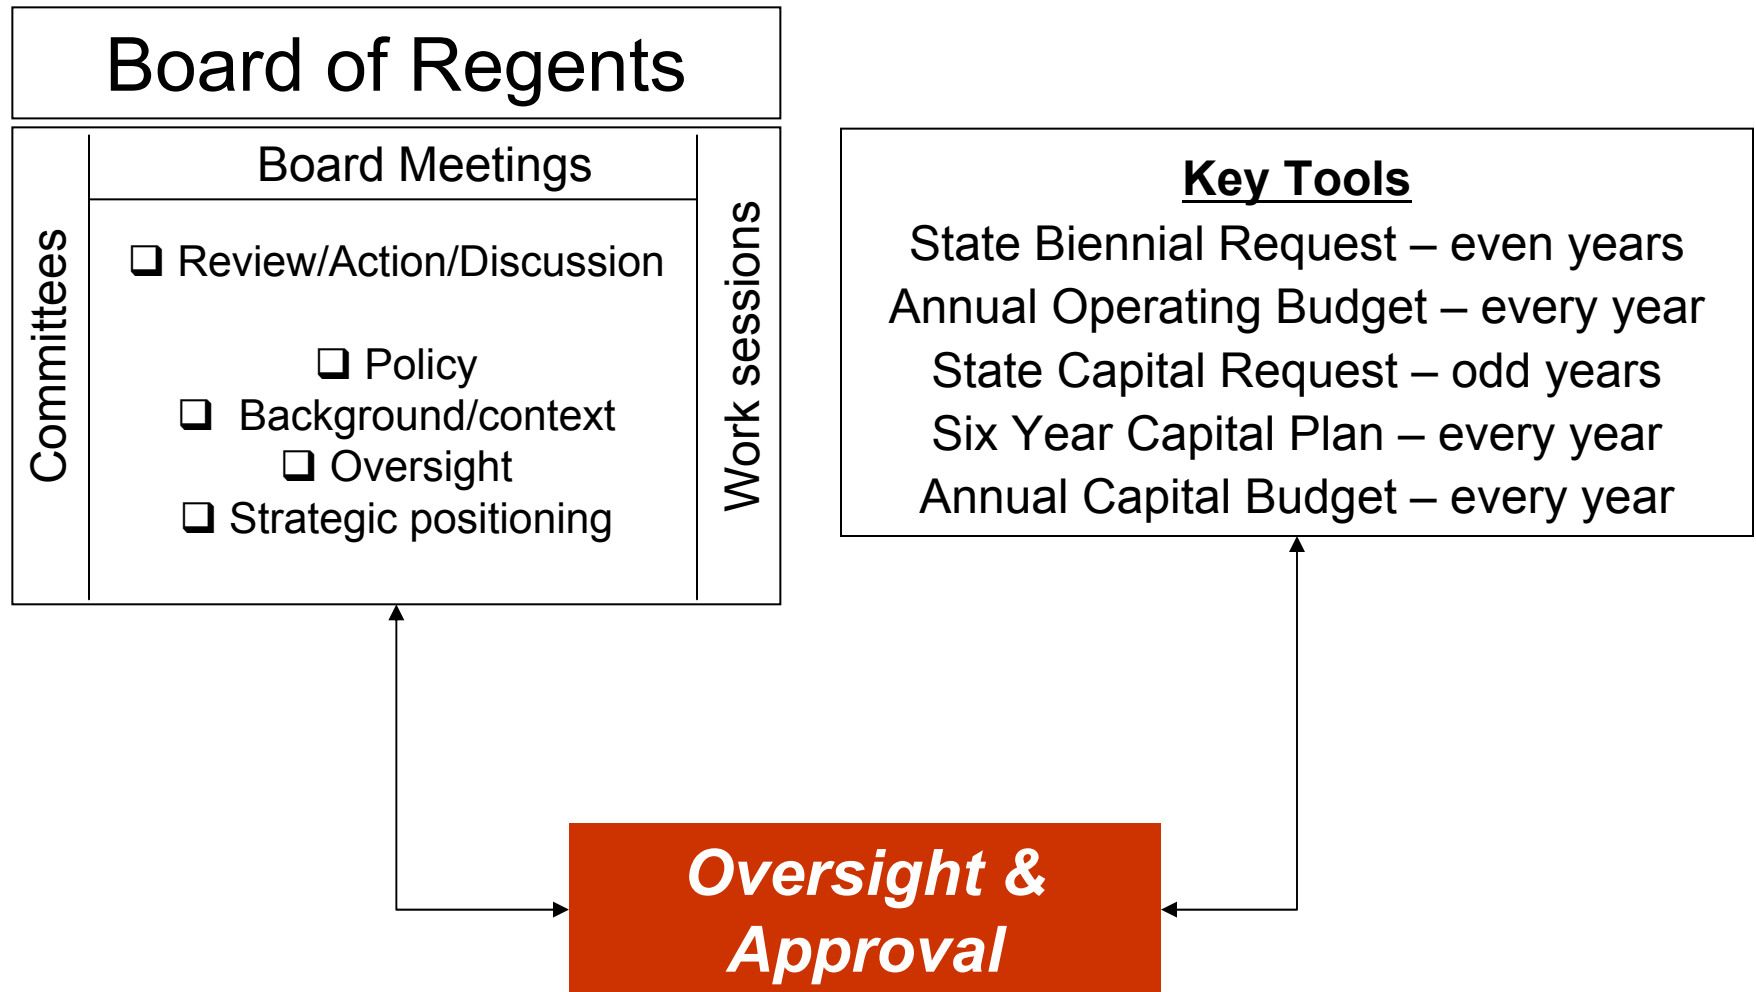 Board of Regents
Committees
Board Meetings
❑ Review/Action/Discussion
❑ Policy
❑ Background/context
❑ Oversight
❑ Strategic positioning
Work sessions
Key Tools
State Biennial Request – even years
Annual Operating Budget – every year
State Capital Request – odd years
Six Year Capital Plan – every year
Annual Capital Budget – every year
Oversight &
Approval